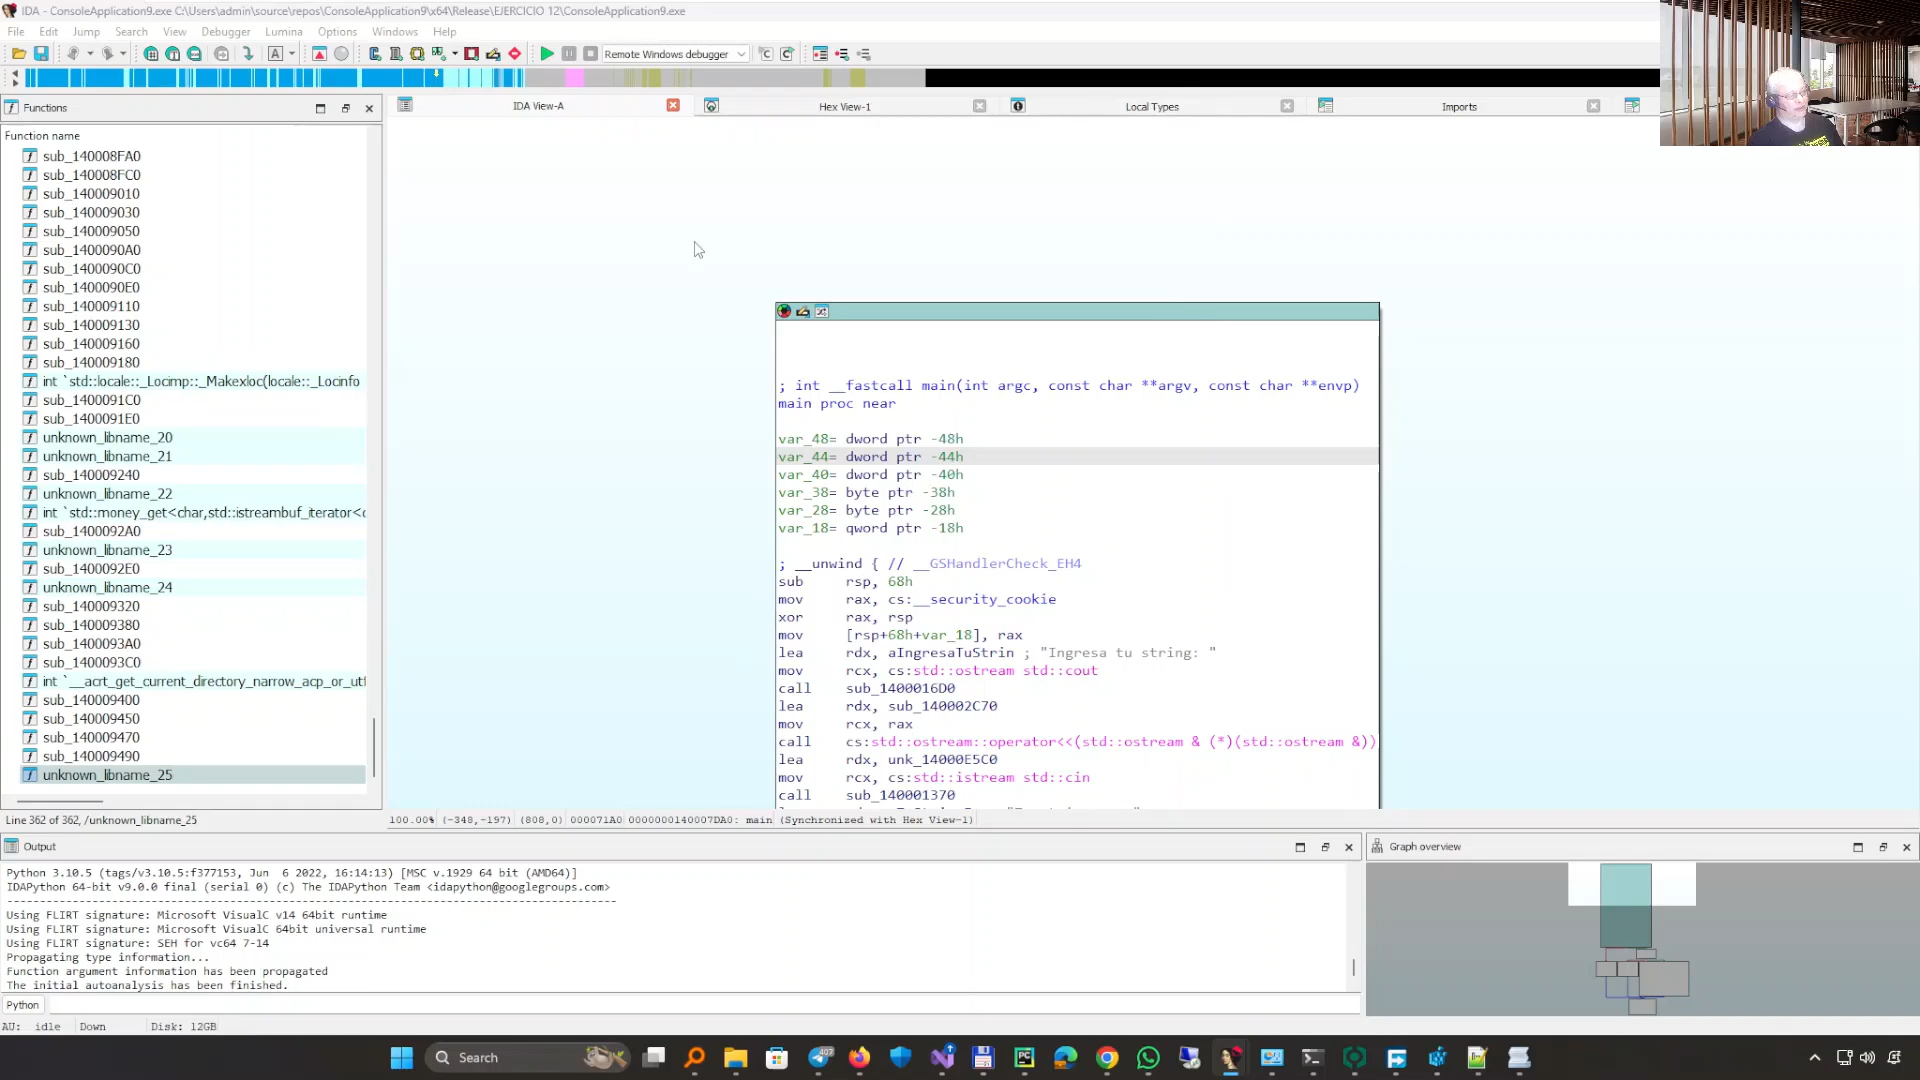 IDA - ConsoleApplication9.exe C:\Users\admin\source\repos\ConsoleApplication9\x64\Release\EJERCICIO 12\ConsoleApplication9.exe
File Edit Jump Search View Debugger Lumina Options Windows Help
Remote Windows debugger
Functions
IDA View-A
Hex View-1
Local Types
Imports
Function name
sub_140008FA0
sub_140008FC0
sub_140009010
sub_140009030
sub_140009050
sub_1400090A0
sub_1400090C0
sub_1400090E0
sub_140009110
sub_140009130
sub_140009160
sub_140009180
int `std::locale::_Locimp::_Makexloc(locale::_Locinfo
sub_1400091C0
sub_1400091E0
unknown_libname_20
unknown_libname_21
sub_140009240
unknown_libname_22
int `std::money_get<char,std::istreambuf_iterator<c
sub_1400092A0
unknown_libname_23
sub_1400092E0
unknown_libname_24
sub_140009320
sub_140009380
sub_1400093A0
sub_1400093C0
int `__acrt_get_current_directory_narrow_acp_or_utf
sub_140009400
sub_140009450
sub_140009470
sub_140009490
unknown_libname_25
Line 362 of 362, /unknown_libname_25
; int __fastcall main(int argc, const char **argv, const char **envp)
main proc near
var_48= dword ptr -48h
var_44= dword ptr -44h
var_40= dword ptr -40h
var_38= byte ptr -38h
var_28= byte ptr -28h
var_18= qword ptr -18h
; __unwind { // __GSHandlerCheck_EH4
sub rsp, 68h
mov rax, cs:__security_cookie
xor rax, rsp
mov [rsp+68h+var_18], rax
lea rdx, aIngresaTuStrin ; "Ingresa tu string: "
mov rcx, cs:std::ostream std::cout
call sub_1400016D0
lea rdx, sub_140002C70
mov rcx, rax
call cs:std::ostream::operator<<(std::ostream & (*)(std::ostream &))
lea rdx, unk_14000E5C0
mov rcx, cs:std::istream std::cin
call sub_140001370
100.00% (-348,-197) (808,0) 000071A0 0000000140007DA0: main (Synchronized with Hex View-1)
Output
Graph overview
Python 3.10.5 (tags/v3.10.5:f377153, Jun 6 2022, 16:14:13) [MSC v.1929 64 bit (AMD64)]
IDAPython 64-bit v9.0.0 final (serial 0) (c) The IDAPython Team <idapython@googlegroups.com>
Using FLIRT signature: Microsoft VisualC v14 64bit runtime
Using FLIRT signature: Microsoft VisualC 64bit universal runtime
Using FLIRT signature: SEH for vc64 7-14
Propagating type information...
Function argument information has been propagated
The initial autoanalysis has been finished.
Python
AU: idle Down Disk: 12GB
Search